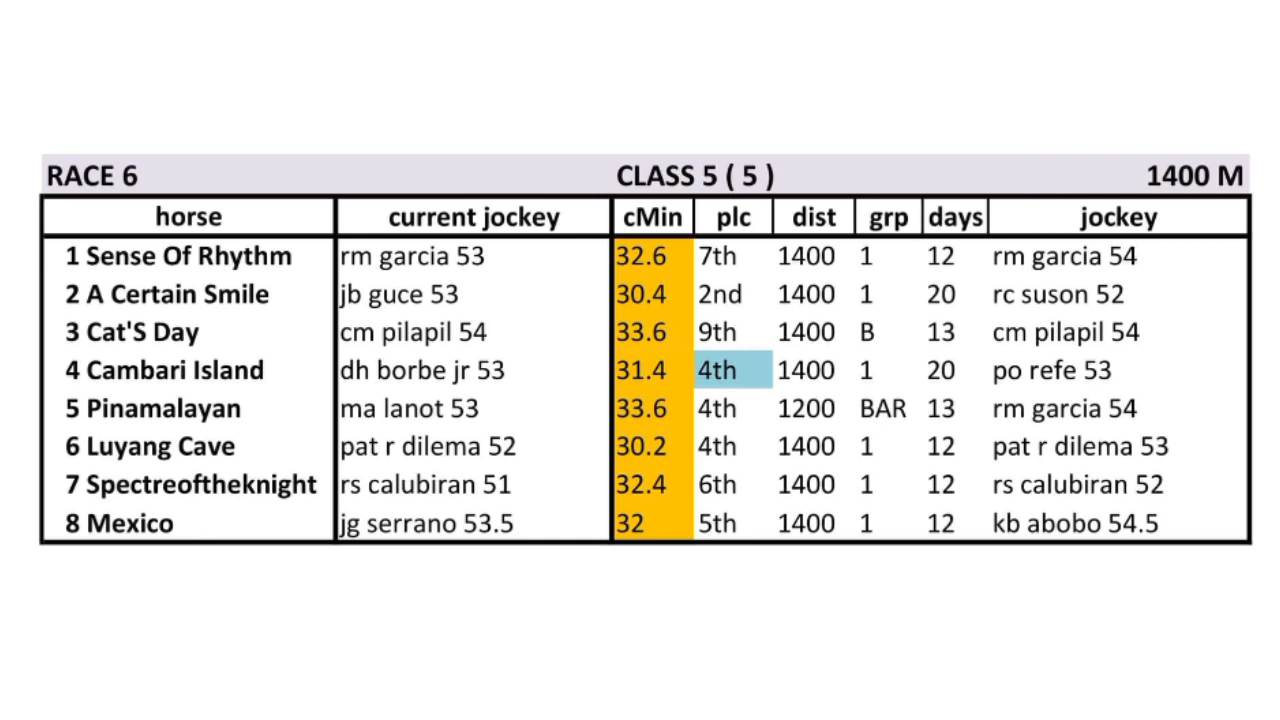 RACE 6 CLASS 5 ( 5 ) 1400 M
horse current jockey cMin plc dist grp days jockey
1 Sense Of Rhythm rm garcia 53 32.6 7th 1400 1 12 rm garcia 54
2 A Certain Smile jb guce 53 30.4 2nd 1400 1 20 rc suson 52
3 Cat'S Day cm pilapil 54 33.6 9th 1400 B 13 cm pilapil 54
4 Cambari Island dh borbe jr 53 31.4 4th 1400 1 20 po refe 53
5 Pinamalayan ma lanot 53 33.6 4th 1200 BAR 13 rm garcia 54
6 Luyang Cave pat r dilema 52 30.2 4th 1400 1 12 pat r dilema 53
7 Spectreoftheknight rs calubiran 51 32.4 6th 1400 1 12 rs calubiran 52
8 Mexico jg serrano 53.5 32 5th 1400 1 12 kb abobo 54.5